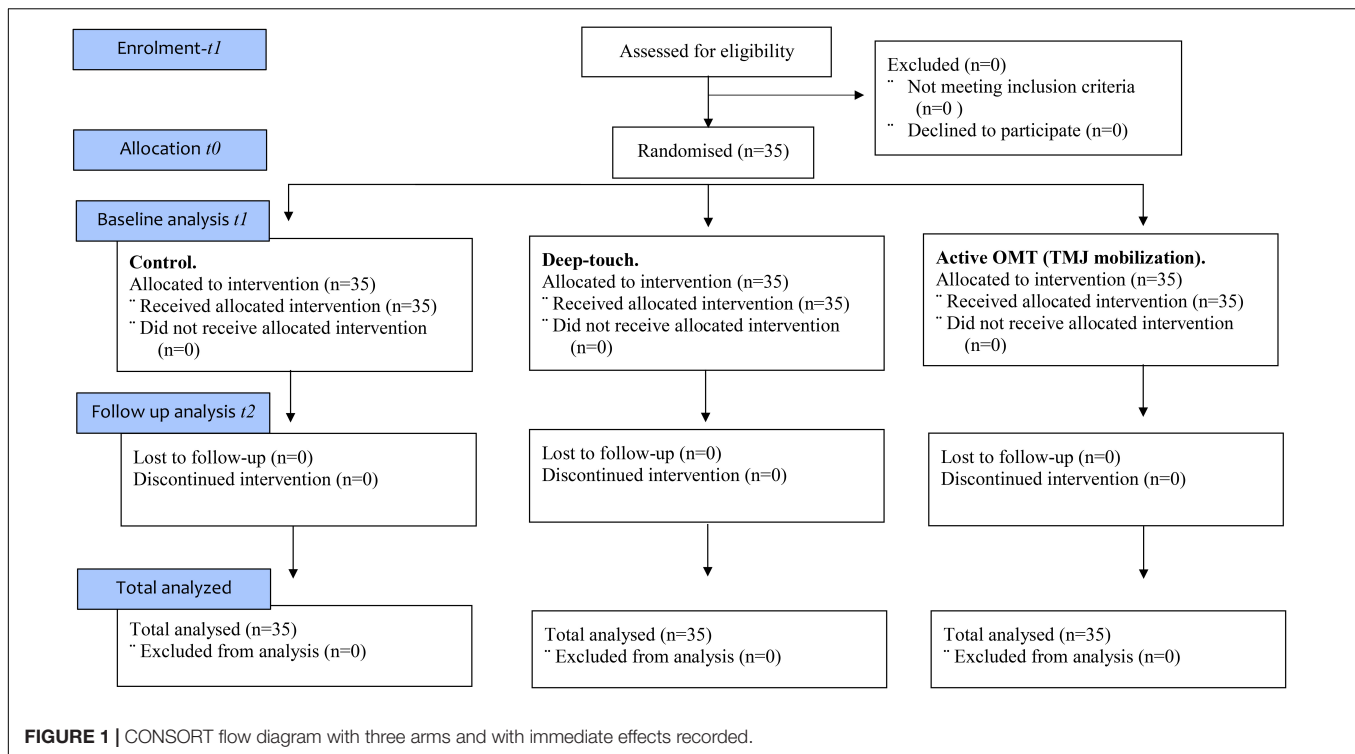 Enrolment-t1
Assessed for eligibility
Excluded (n=0)
¨ Not meeting inclusion criteria
(n=0 )
¨ Declined to participate (n=0)
Allocation t0
Randomised (n=35)
Baseline analysis t1
Control.
Allocated to intervention (n=35)
¨ Received allocated intervention (n=35)
¨ Did not receive allocated intervention
(n=0)
Deep-touch.
Allocated to intervention (n=35)
¨ Received allocated intervention (n=35)
¨ Did not receive allocated intervention
(n=0)
Active OMT (TMJ mobilization).
Allocated to intervention (n=35)
¨ Received allocated intervention (n=35)
¨ Did not receive allocated intervention
(n=0)
Follow up analysis t2
Lost to follow-up (n=0)
Discontinued intervention (n=0)
Lost to follow-up (n=0)
Discontinued intervention (n=0)
Lost to follow-up (n=0)
Discontinued intervention (n=0)
Total analyzed
Total analysed (n=35)
¨ Excluded from analysis (n=0)
Total analysed (n=35)
¨ Excluded from analysis (n=0)
Total analysed (n=35)
¨ Excluded from analysis (n=0)
FIGURE 1 | CONSORT flow diagram with three arms and with immediate effects recorded.